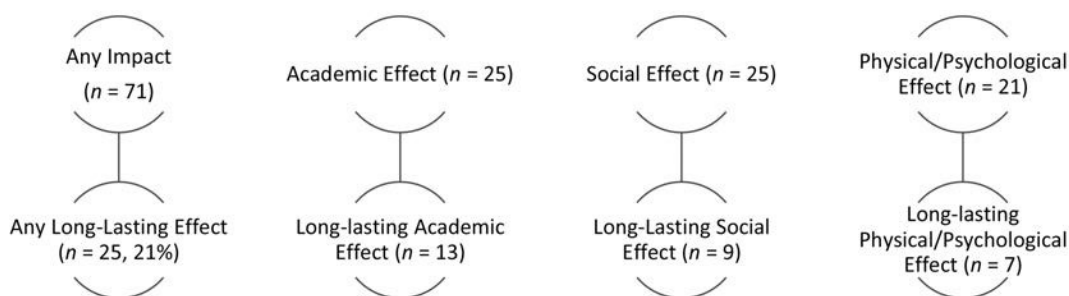 Any Impact
(n = 71)
Academic Effect (n = 25)
Social Effect (n = 25)
Physical/Psychological
Effect (n = 21)
Any Long-Lasting Effect
(n = 25, 21%)
Long-lasting Academic
Effect (n = 13)
Long-Lasting Social
Effect (n = 9)
Long-lasting
Physical/Psychological
Effect (n = 7)